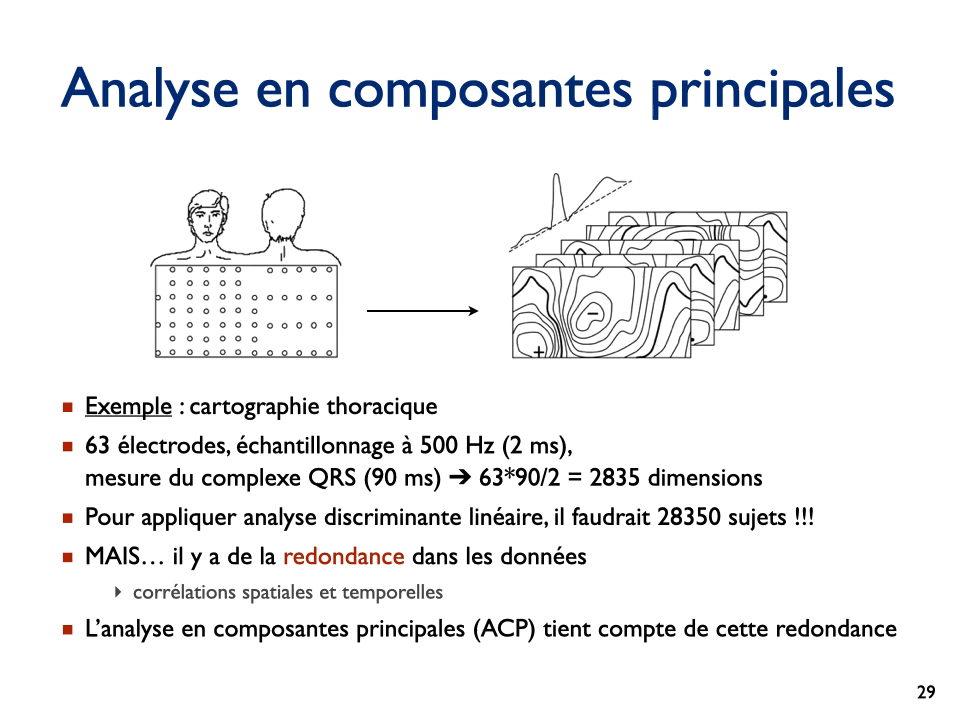 Analyse en composantes principales
−
+
Exemple : cartographie thoracique
63 électrodes, échantillonnage à 500 Hz (2 ms),
mesure du complexe QRS (90 ms) ➔ 63*90/2 = 2835 dimensions
Pour appliquer analyse discriminante linéaire, il faudrait 28350 sujets !!!
MAIS… il y a de la redondance dans les données
corrélations spatiales et temporelles
L’analyse en composantes principales (ACP) tient compte de cette redondance
29